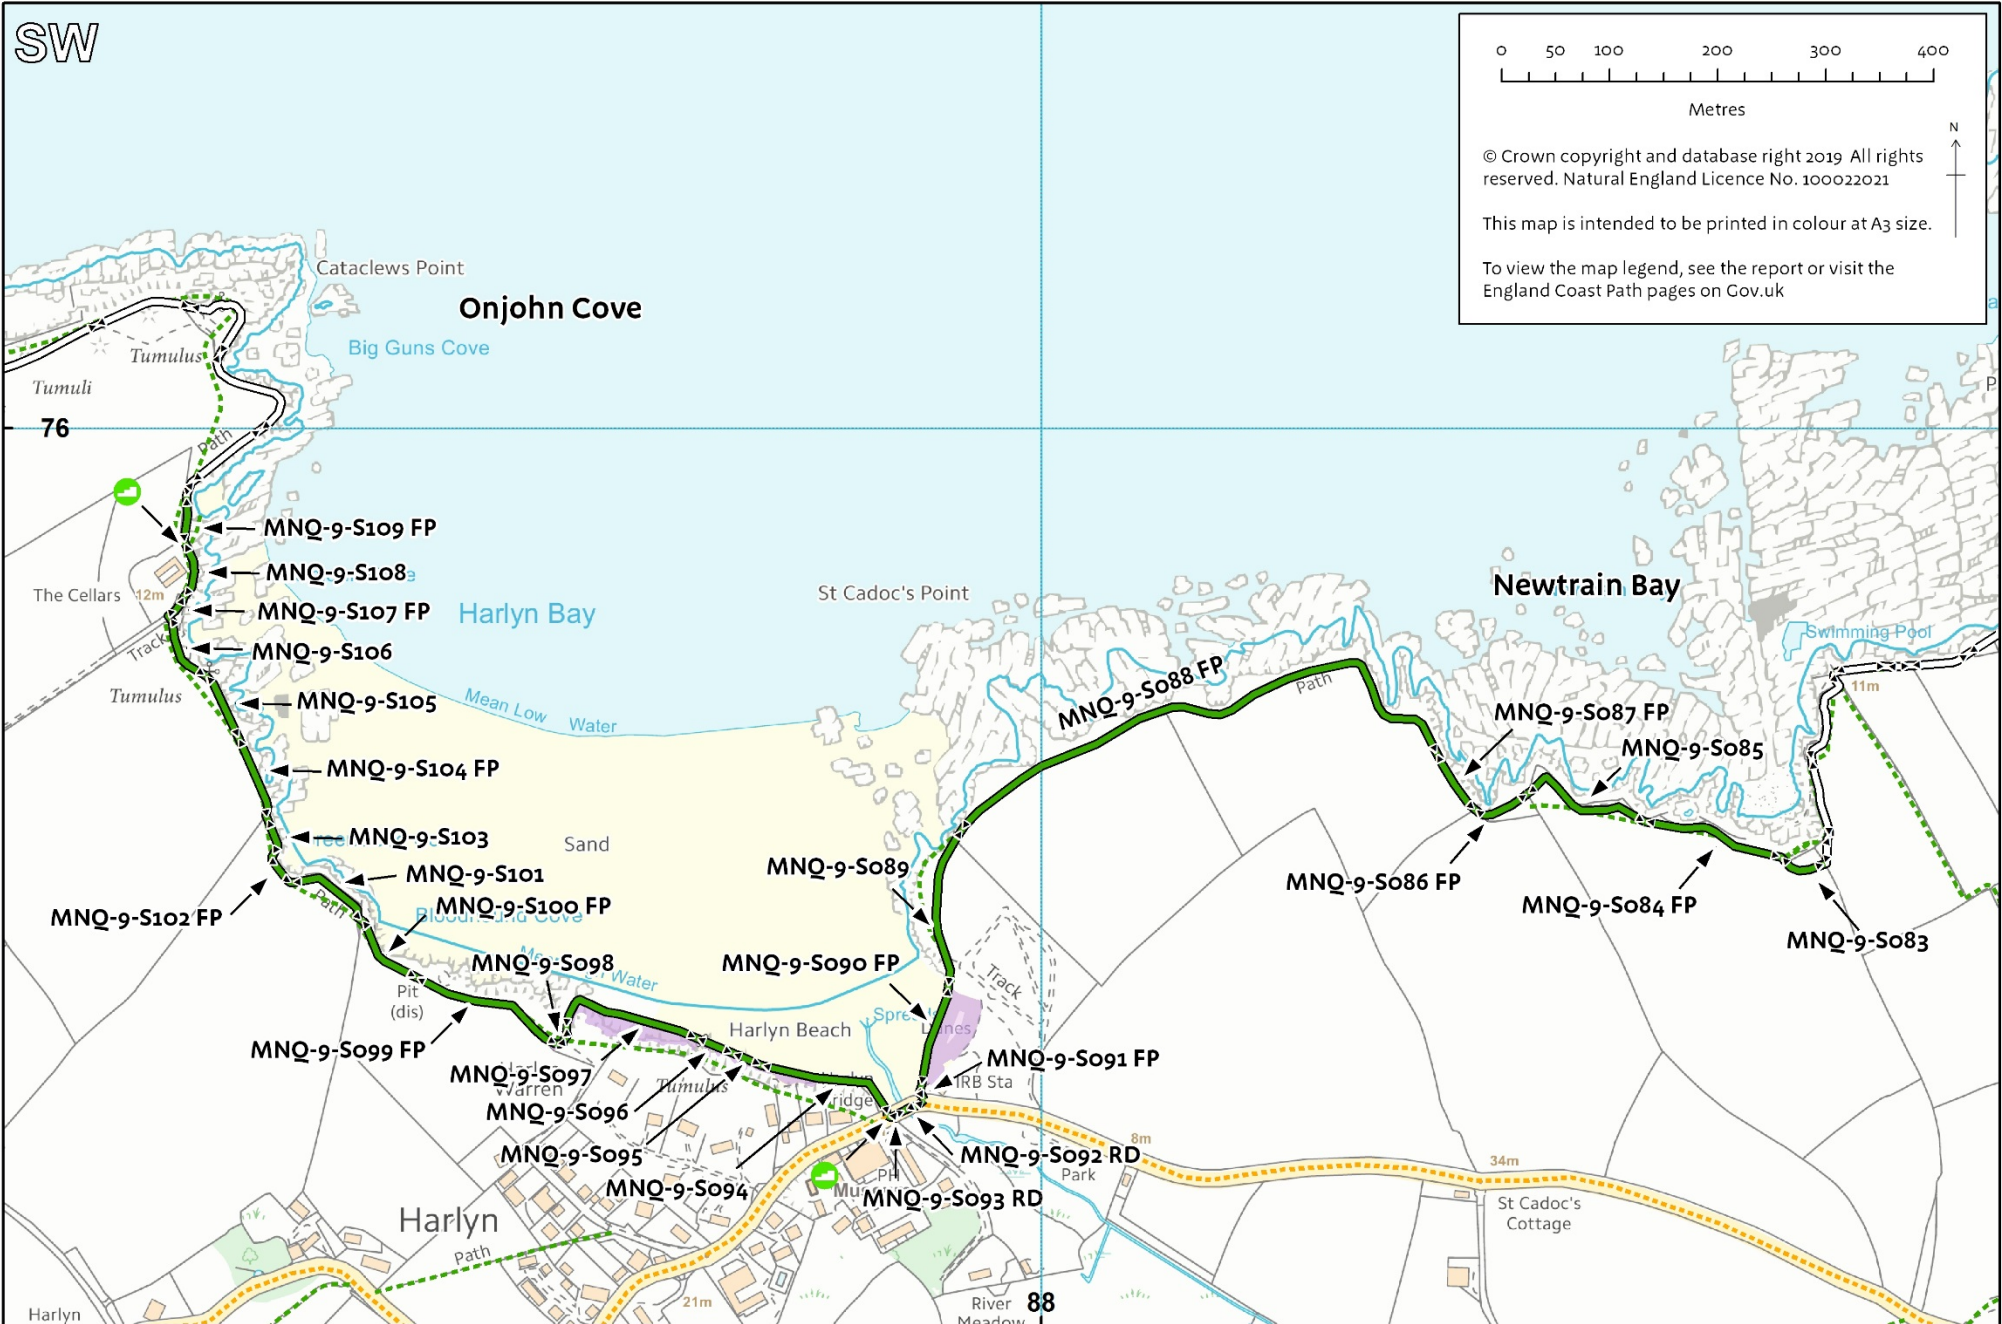 SW
0 50 100 200 300 400
Metres
N
© Crown copyright and database right 2019 All rights
reserved. Natural England Licence No. 100022021
This map is intended to be printed in colour at A3 size.
To view the map legend, see the report or visit the
England Coast Path pages on Gov.uk
Cataclews Point
Onjohn Cove
Big Guns Cove
Tumulus
Tumuli
76
Path
MNQ-9-S109 FP
MNQ-9-S108
The Cellars
12m
MNQ-9-S107 FP
Harlyn Bay
St Cadoc's Point
Newtrain Bay
Swimming Pool
Track
MNQ-9-S106
Tumulus
MNQ-9-S105
Mean Low Water
MNQ-9-S088 FP
Path
11m
MNQ-9-S087 FP
MNQ-9-S085
MNQ-9-S104 FP
MNQ-9-S103
Sand
MNQ-9-S089
MNQ-9-S101
MNQ-9-S086 FP
MNQ-9-S100 FP
Path
MNQ-9-S102 FP
MNQ-9-S084 FP
MNQ-9-S083
MNQ-9-S098
MNQ-9-S090 FP
Water
Track
Pit
(dis)
Harlyn Beach
MNQ-9-S099 FP
MNQ-9-S091 FP
MNQ-9-S097
Warren
Tumulus
IRB Sta
MNQ-9-S096
8m
MNQ-9-S095
MNQ-9-S092 RD
34m
MNQ-9-S094
PH
Park
MNQ-9-S093 RD
St Cadoc's
Cottage
Harlyn
Path
21m
Harlyn
River
Meadow
88